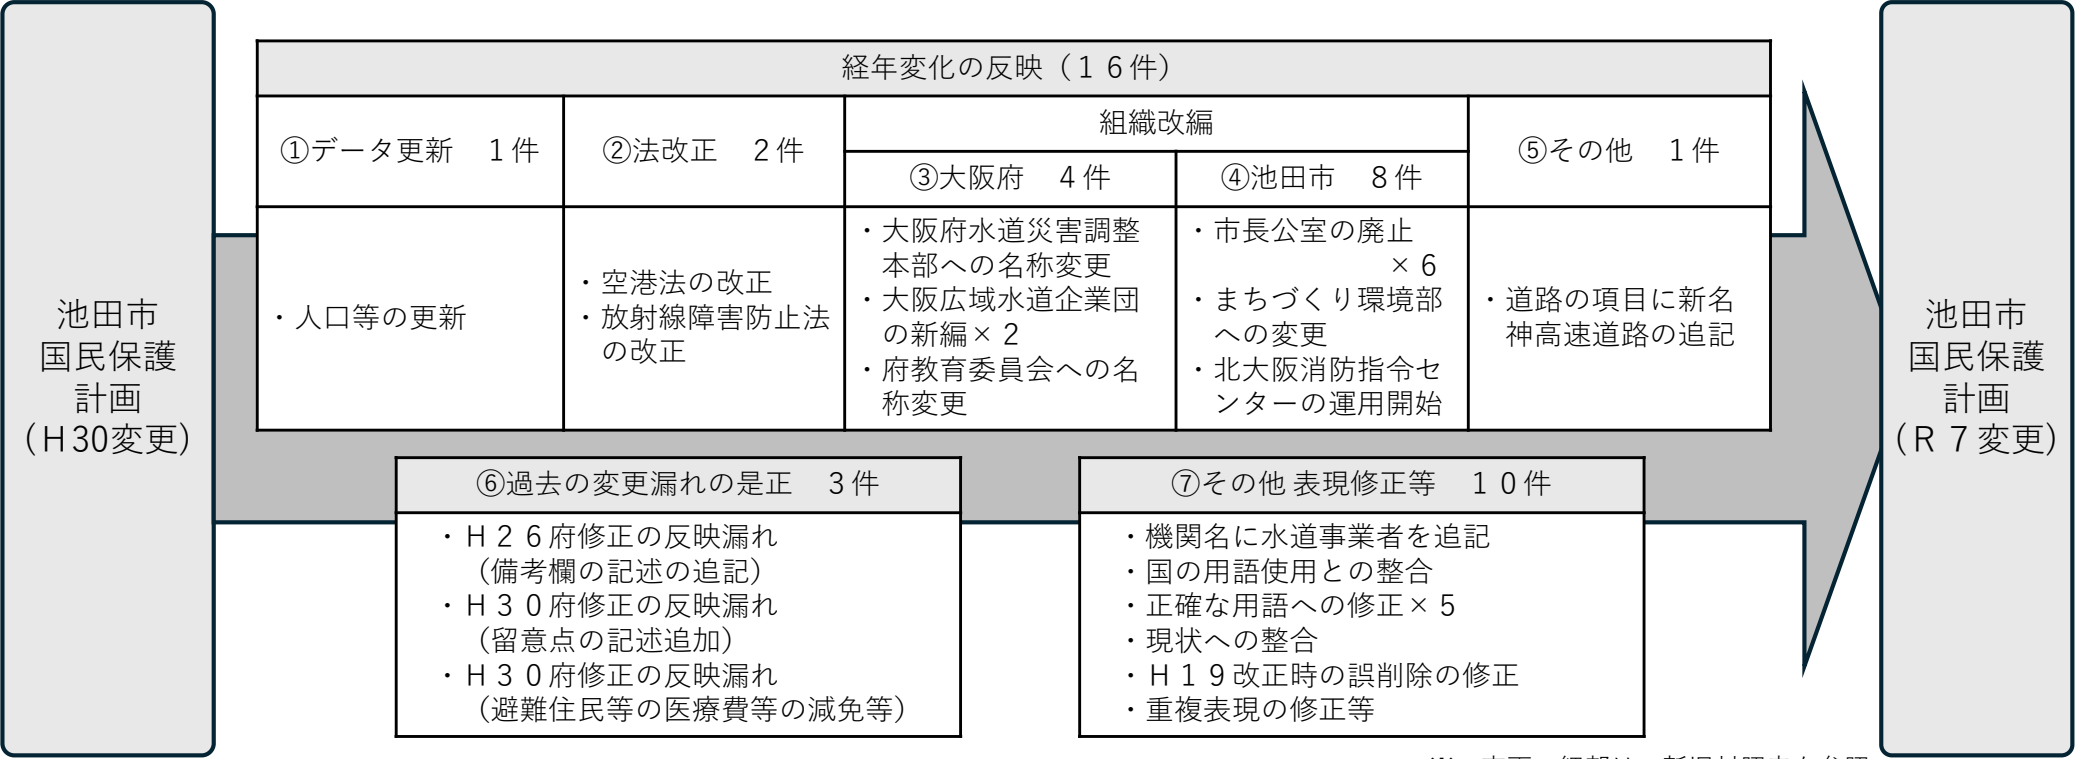 池田市
国民保護
計画
（Ｈ30変更）
経年変化の反映（１６件）
①データ更新　１件
②法改正　２件
組織改編
③大阪府　４件
④池田市　８件
⑤その他　１件
・人口等の更新
・空港法の改正
・放射線障害防止法
の改正
・大阪府水道災害調整
本部への名称変更
・大阪広域水道企業団
の新編×２
・府教育委員会への名
称変更
・市長公室の廃止
×６
・まちづくり環境部
への変更
・北大阪消防指令セ
ンターの運用開始
・道路の項目に新名
神高速道路の追記
⑥過去の変更漏れの是正　３件
・Ｈ２６府修正の反映漏れ
（備考欄の記述の追記）
・Ｈ３０府修正の反映漏れ
（留意点の記述追加）
・Ｈ３０府修正の反映漏れ
（避難住民等の医療費等の減免等）
⑦その他 表現修正等　１０件
・機関名に水道事業者を追記
・国の用語使用との整合
・正確な用語への修正×５
・現状への整合
・Ｈ１９改正時の誤削除の修正
・重複表現の修正等
池田市
国民保護
計画
（Ｒ７変更）